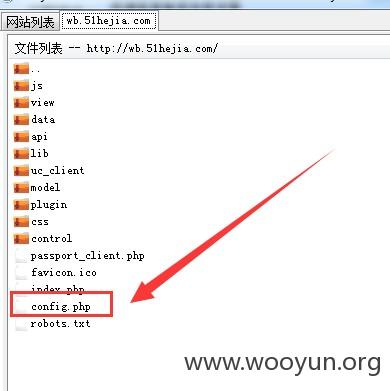 网站列表 wb.51hejia.com
文件列表 -- http://wb.51hejia.com/
..
js
view
data
api
lib
uc_client
model
plugin
css
control
passport_client.php
favicon.ico
index.php
config.php
robots.txt
www.wooyun.org